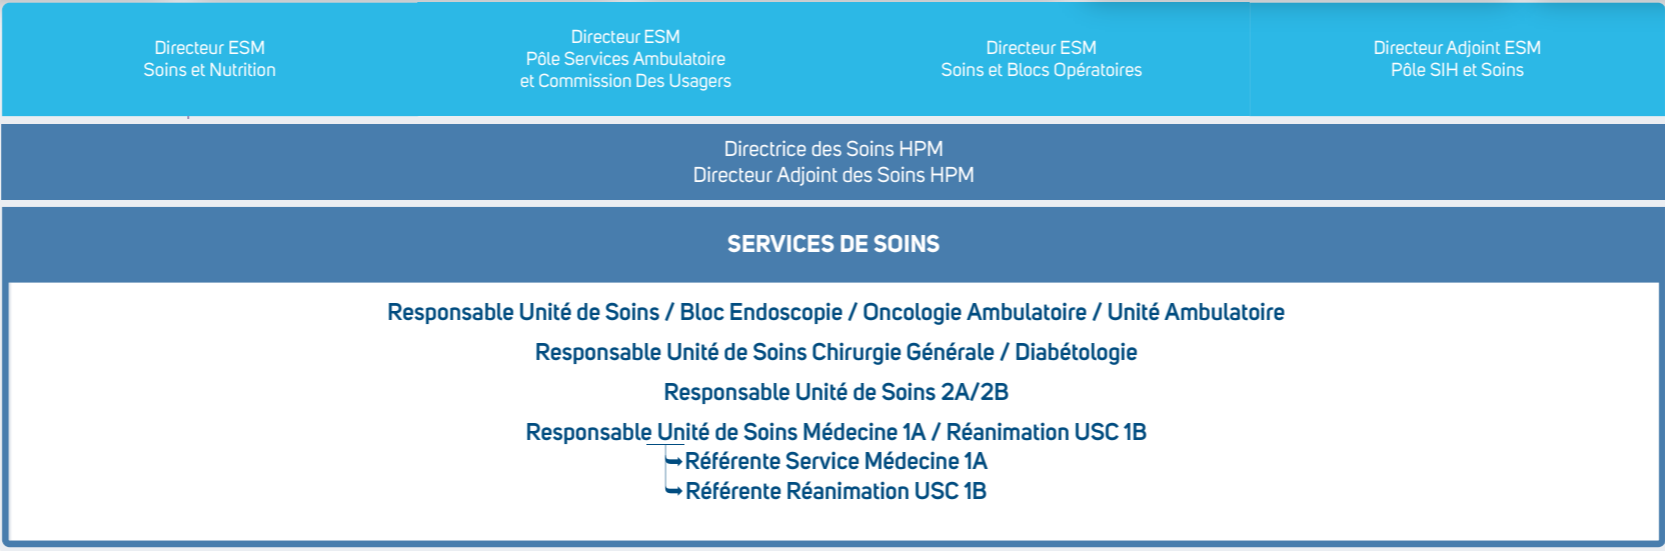 Directeur ESM
Soins et Nutrition
Directeur ESM
Pôle Services Ambulatoire
et Commission Des Usagers
Directeur ESM
Soins et Blocs Opératoires
Directeur Adjoint ESM
Pôle SIH et Soins
Directrice des Soins HPM
Directeur Adjoint des Soins HPM
SERVICES DE SOINS
Responsable Unité de Soins / Bloc Endoscopie / Oncologie Ambulatoire / Unité Ambulatoire
Responsable Unité de Soins Chirurgie Générale / Diabétologie
Responsable Unité de Soins 2A/2B
Responsable Unité de Soins Médecine 1A / Réanimation USC 1B
Référente Service Médecine 1A
Référente Réanimation USC 1B